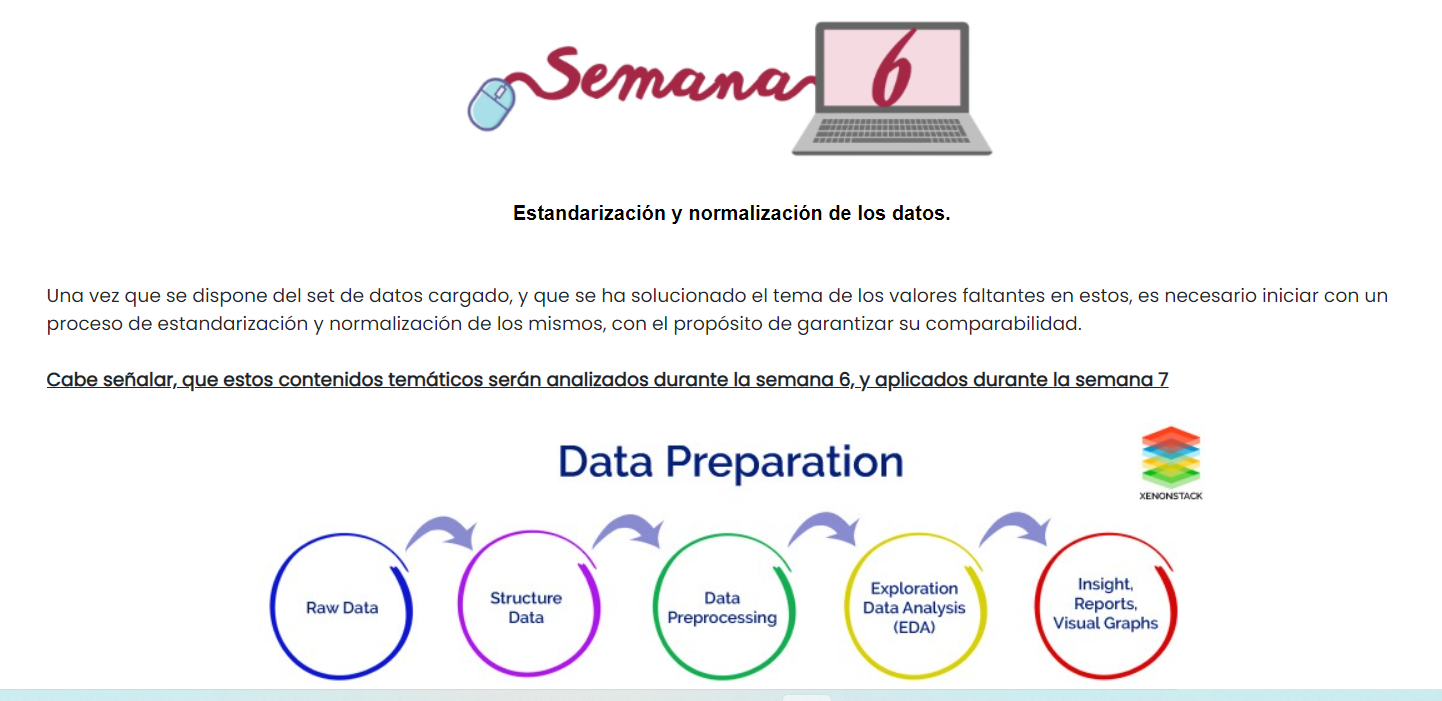 Semana 6
Estandarización y normalización de los datos.
Una vez que se dispone del set de datos cargado, y que se ha solucionado el tema de los valores faltantes en estos, es necesario iniciar con un
proceso de estandarización y normalización de los mismos, con el propósito de garantizar su comparabilidad.
Cabe señalar, que estos contenidos temáticos serán analizados durante la semana 6, y aplicados durante la semana 7
Data Preparation
XENONSTACK
Raw Data
Structure
Data
Data
Preprocessing
Exploration
Data Analysis
(EDA)
Insight,
Reports,
Visual Graphs